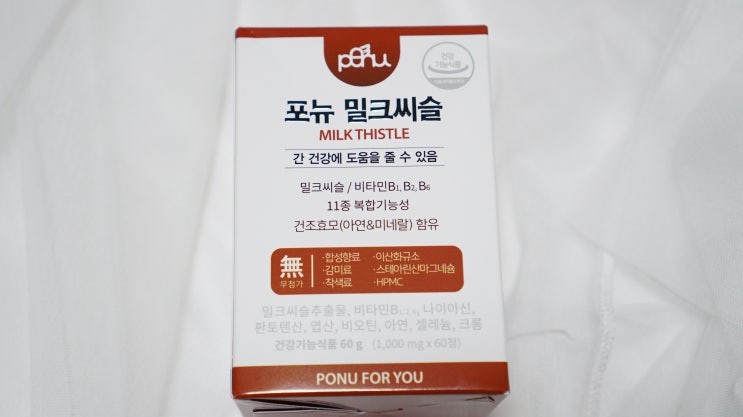 ponu
건강
기능식품
포뉴 밀크씨슬
MILK THISTLE
간 건강에 도움을 줄 수 있음
밀크씨슬 / 비타민B1, B2, B6
11종 복합기능성
건조효모(아연&미네랄) 함유
無 무첨가
·합성향료 ·이산화규소
·감미료 ·스테아린산마그네슘
·착색료 ·HPMC
밀크씨슬추출물, 비타민B1, 2, 6, 나이아신,
판토텐산, 엽산, 비오틴, 아연, 셀레늄, 크롬
건강기능식품 60 g (1,000 mg x 60정)
PONU FOR YOU